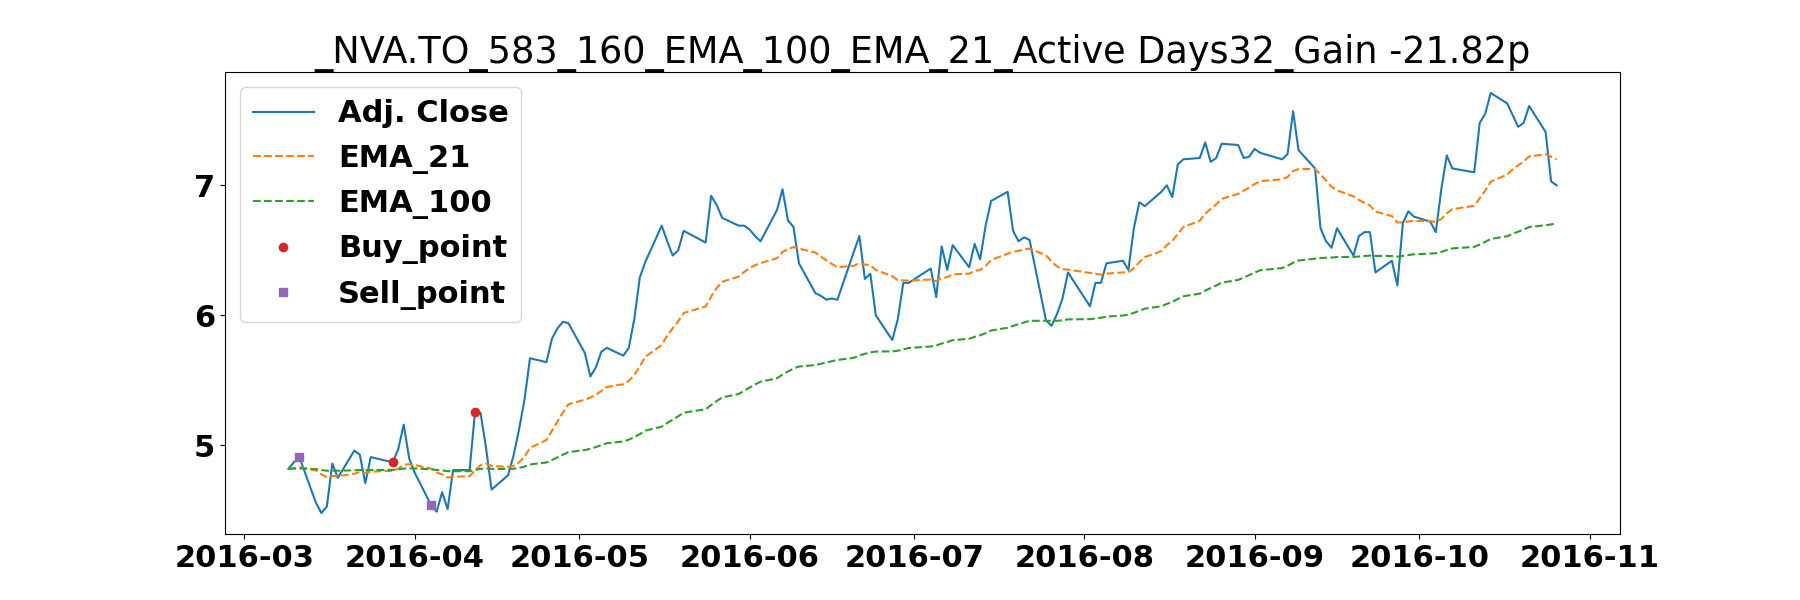 _NVA.TO_583_160_EMA_100_EMA_21_Active Days32_Gain -21.82p
Adj. Close
EMA_21
EMA_100
Buy_point
Sell_point
7
6
5
2016-03 2016-04 2016-05 2016-06 2016-07 2016-08 2016-09 2016-10 2016-11